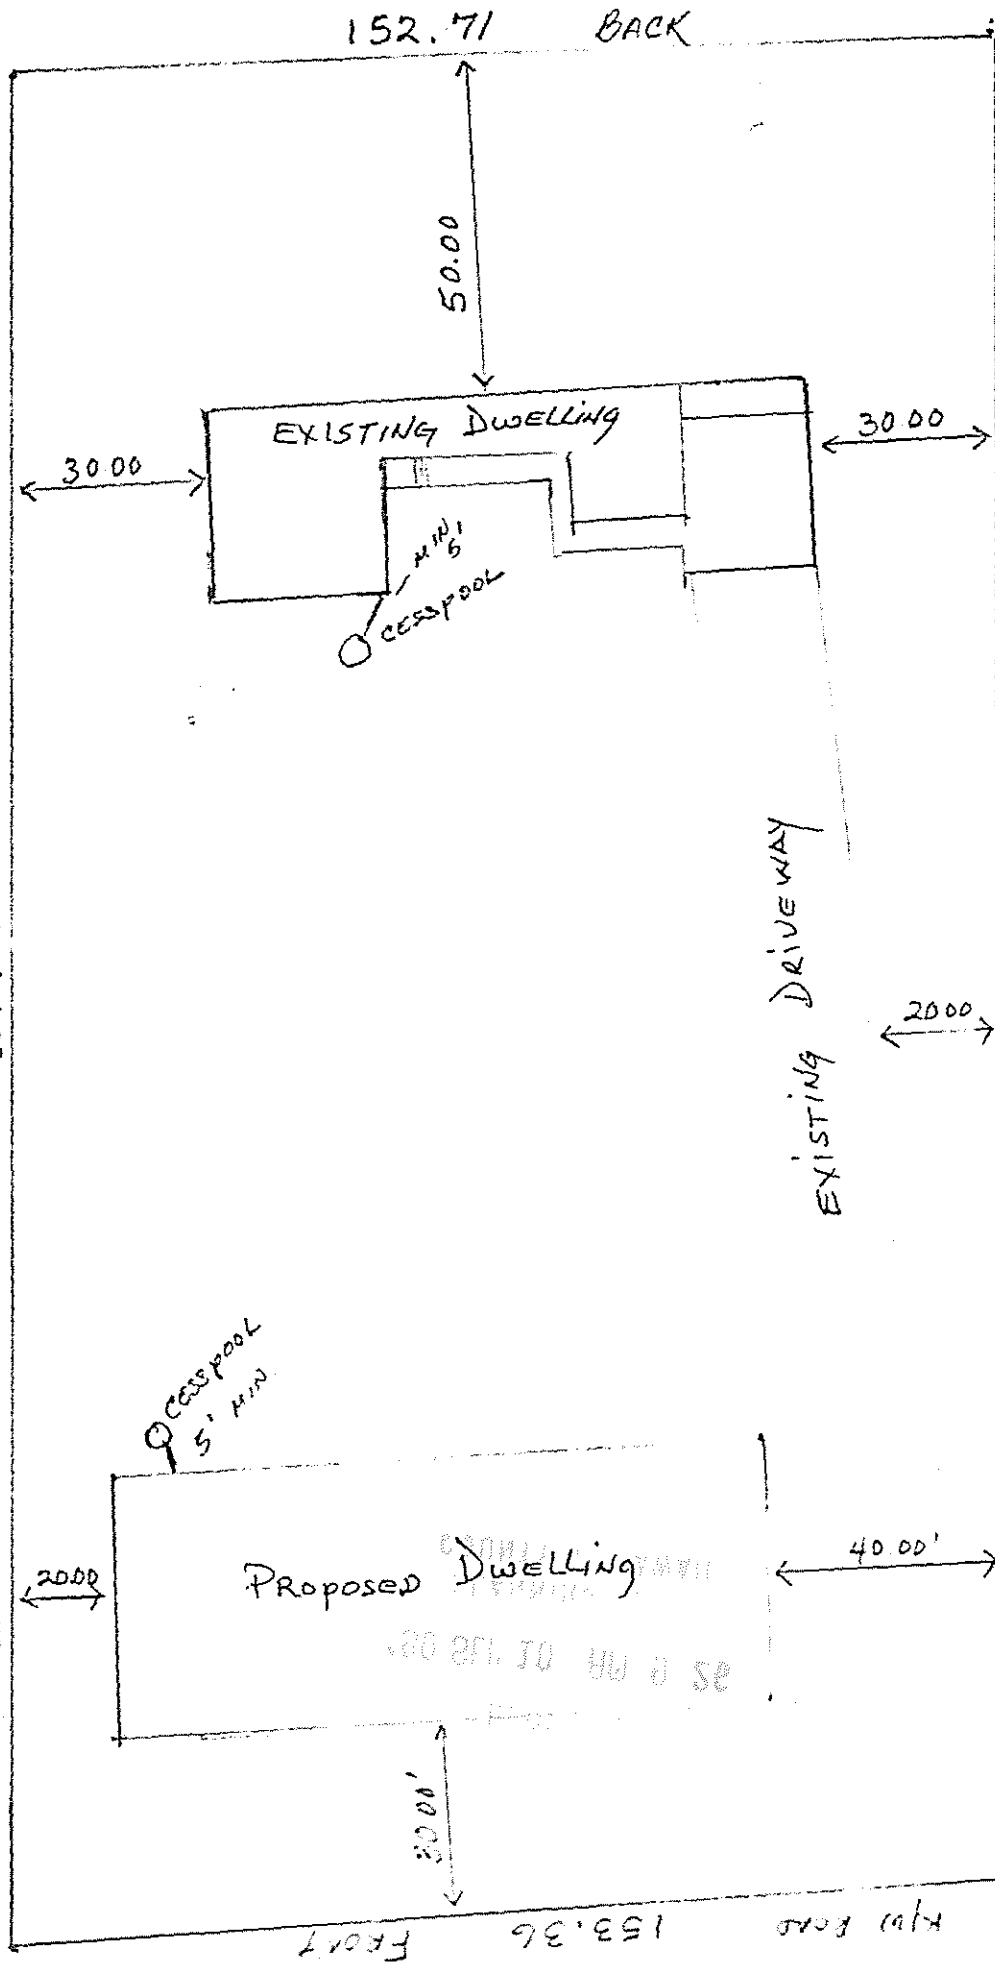 152.71 BACK
50.00
EXISTING DWELLING
30.00
30.00
MIN 5'
CESSPOOL
EXISTING DRIVEWAY
20.00
CESSPOOL
5' MIN
PROPOSED DWELLING
20.00
40.00'
30.00'
R/W ROAD 153.36 FRONT